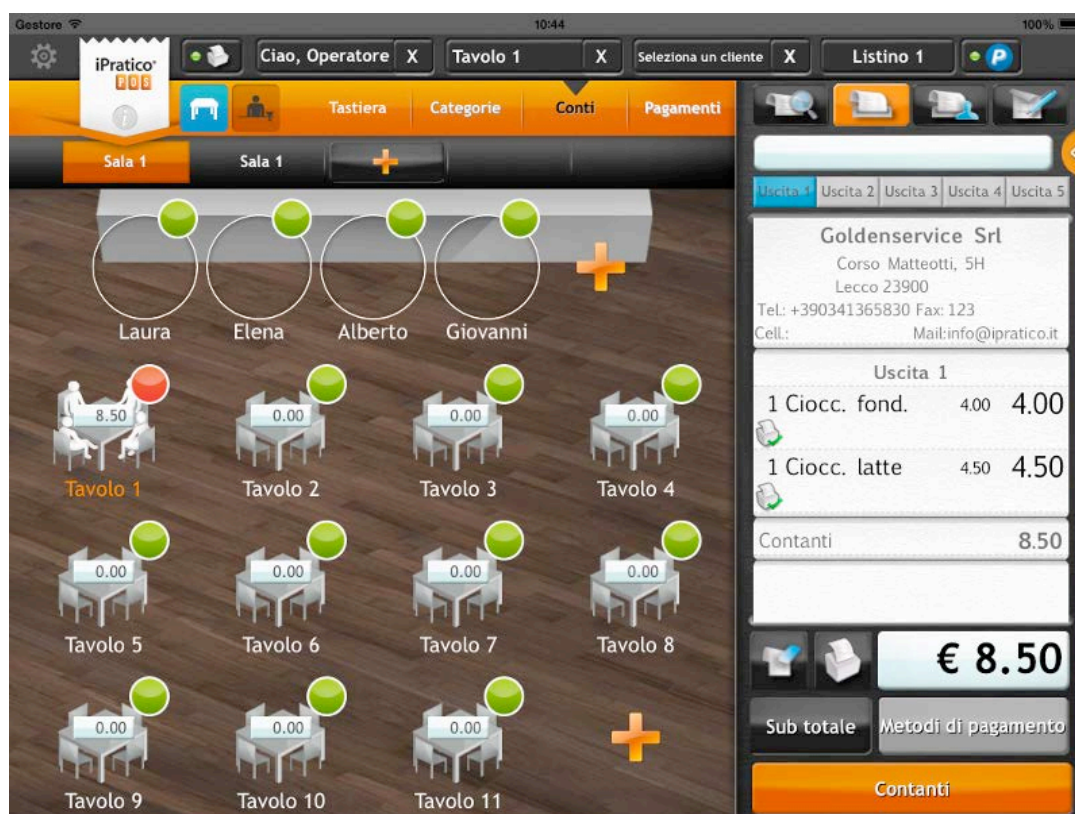 Gestore 10:44 100%
iPratico®
POS
Ciao, Operatore X
Tavolo 1 X
Seleziona un cliente X
Listino 1
P
Tastiera Categorie Conti Pagamenti
Sala 1 Sala 1
Laura Elena Alberto Giovanni
8.50 0.00 0.00 0.00
Tavolo 1 Tavolo 2 Tavolo 3 Tavolo 4
0.00 0.00 0.00 0.00
Tavolo 5 Tavolo 6 Tavolo 7 Tavolo 8
0.00 0.00 0.00
Tavolo 9 Tavolo 10 Tavolo 11
Uscita 1 Uscita 2 Uscita 3 Uscita 4 Uscita 5
Goldenservice Srl
Corso Matteotti, 5H
Lecco 23900
Tel.: +390341365830 Fax: 123
Cell.: Mail:info@ipratico.it
Uscita 1
1 Ciocc. fond. 4.00 4.00
1 Ciocc. latte 4.50 4.50
Contanti 8.50
€ 8.50
Sub totale Metodi di pagamento
Contanti